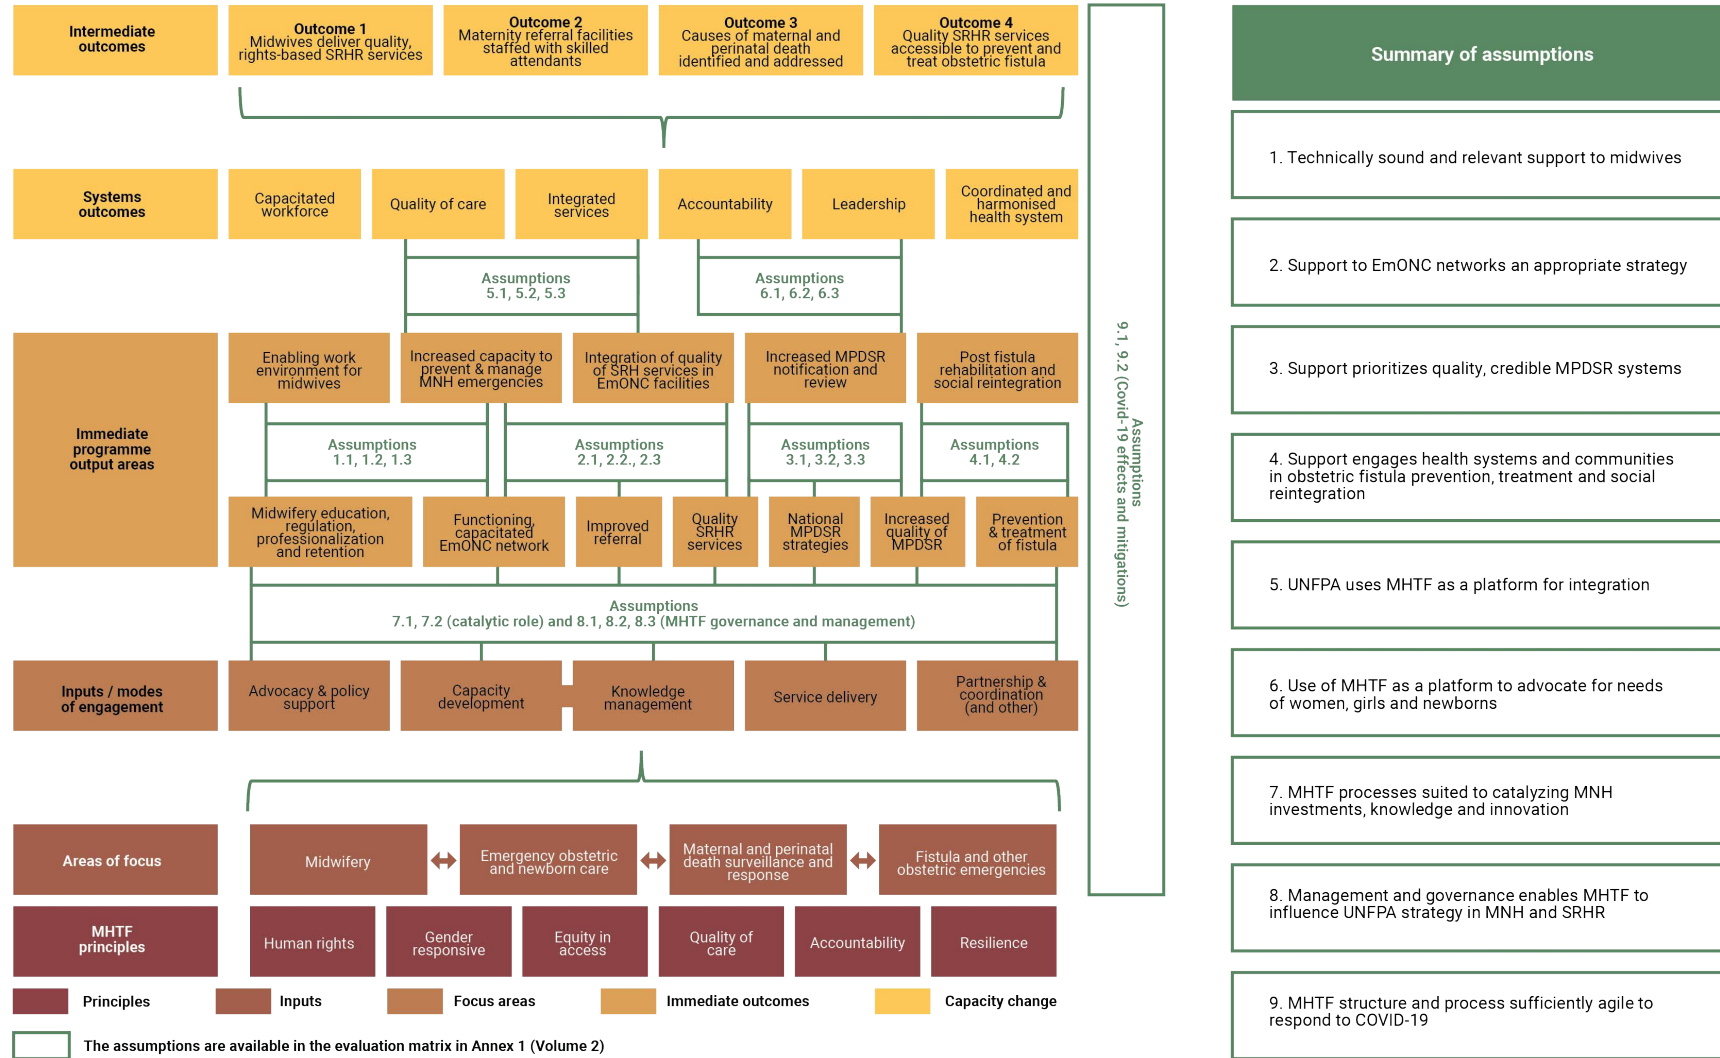 Intermediate
outcomes
Outcome 1
Midwives deliver quality,
rights-based SRHR services
Outcome 2
Maternity referral facilities
staffed with skilled
attendants
Outcome 3
Causes of maternal and
perinatal death
identified and addressed
Outcome 4
Quality SRHR services
accessible to prevent and
treat obstetric fistula
Systems
outcomes
Capacitated
workforce
Quality of care
Integrated
services
Accountability
Leadership
Coordinated and
harmonised
health system
Assumptions
5.1, 5.2, 5.3
Assumptions
6.1, 6.2, 6.3
Immediate
programme
output areas
Enabling work
environment for
midwives
Increased capacity to
prevent & manage
MNH emergencies
Integration of quality
of SRH services in
EmONC facilities
Increased MPDSR
notification and
review
Post fistula
rehabilitation and
social reintegration
Assumptions
1.1, 1.2, 1.3
Assumptions
2.1, 2.2., 2.3
Assumptions
3.1, 3.2, 3.3
Assumptions
4.1, 4.2
Midwifery education,
regulation,
professionalization
and retention
Functioning,
capacitated
EmONC network
Improved
referral
Quality
SRHR
services
National
MPDSR
strategies
Increased
quality of
MPDSR
Prevention
& treatment
of fistula
Assumptions
7.1, 7.2 (catalytic role) and 8.1, 8.2, 8.3 (MHTF governance and management)
Inputs / modes
of engagement
Advocacy & policy
support
Capacity
development
Knowledge
management
Service delivery
Partnership &
coordination
(and other)
Areas of focus
Midwifery
Emergency obstetric
and newborn care
Maternal and perinatal
death surveillance and
response
Fistula and other
obstetric emergencies
MHTF
principles
Human rights
Gender
responsive
Equity in
access
Quality of
care
Accountability
Resilience
Principles
Inputs
Focus areas
Immediate outcomes
Capacity change
The assumptions are available in the evaluation matrix in Annex 1 (Volume 2)
Assumptions
9.1, 9.2 (Covid-19 effects and mitigations)
Summary of assumptions
1. Technically sound and relevant support to midwives
2. Support to EmONC networks an appropriate strategy
3. Support prioritizes quality, credible MPDSR systems
4. Support engages health systems and communities
in obstetric fistula prevention, treatment and social
reintegration
5. UNFPA uses MHTF as a platform for integration
6. Use of MHTF as a platform to advocate for needs
of women, girls and newborns
7. MHTF processes suited to catalyzing MNH
investments, knowledge and innovation
8. Management and governance enables MHTF to
influence UNFPA strategy in MNH and SRHR
9. MHTF structure and process sufficiently agile to
respond to COVID-19